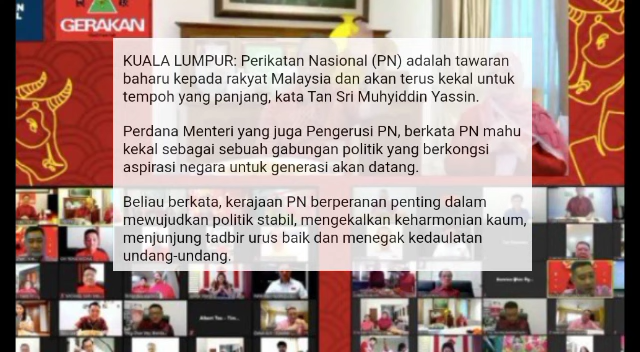 NAL
GERAKAN
KUALA LUMPUR: Perikatan Nasional (PN) adalah tawaran
baharu kepada rakyat Malaysia dan akan terus kekal untuk
tempoh yang panjang, kata Tan Sri Muhyiddin Yassin.
Perdana Menteri yang juga Pengerusi PN, berkata PN mahu
kekal sebagai sebuah gabungan politik yang berkongsi
aspirasi negara untuk generasi akan datang.
Beliau berkata, kerajaan PN berperanan penting dalam
mewujudkan politik stabil, mengekalkan keharmonian kaum,
menjunjung tadbir urus baik dan menegak kedaulatan
undang-undang.